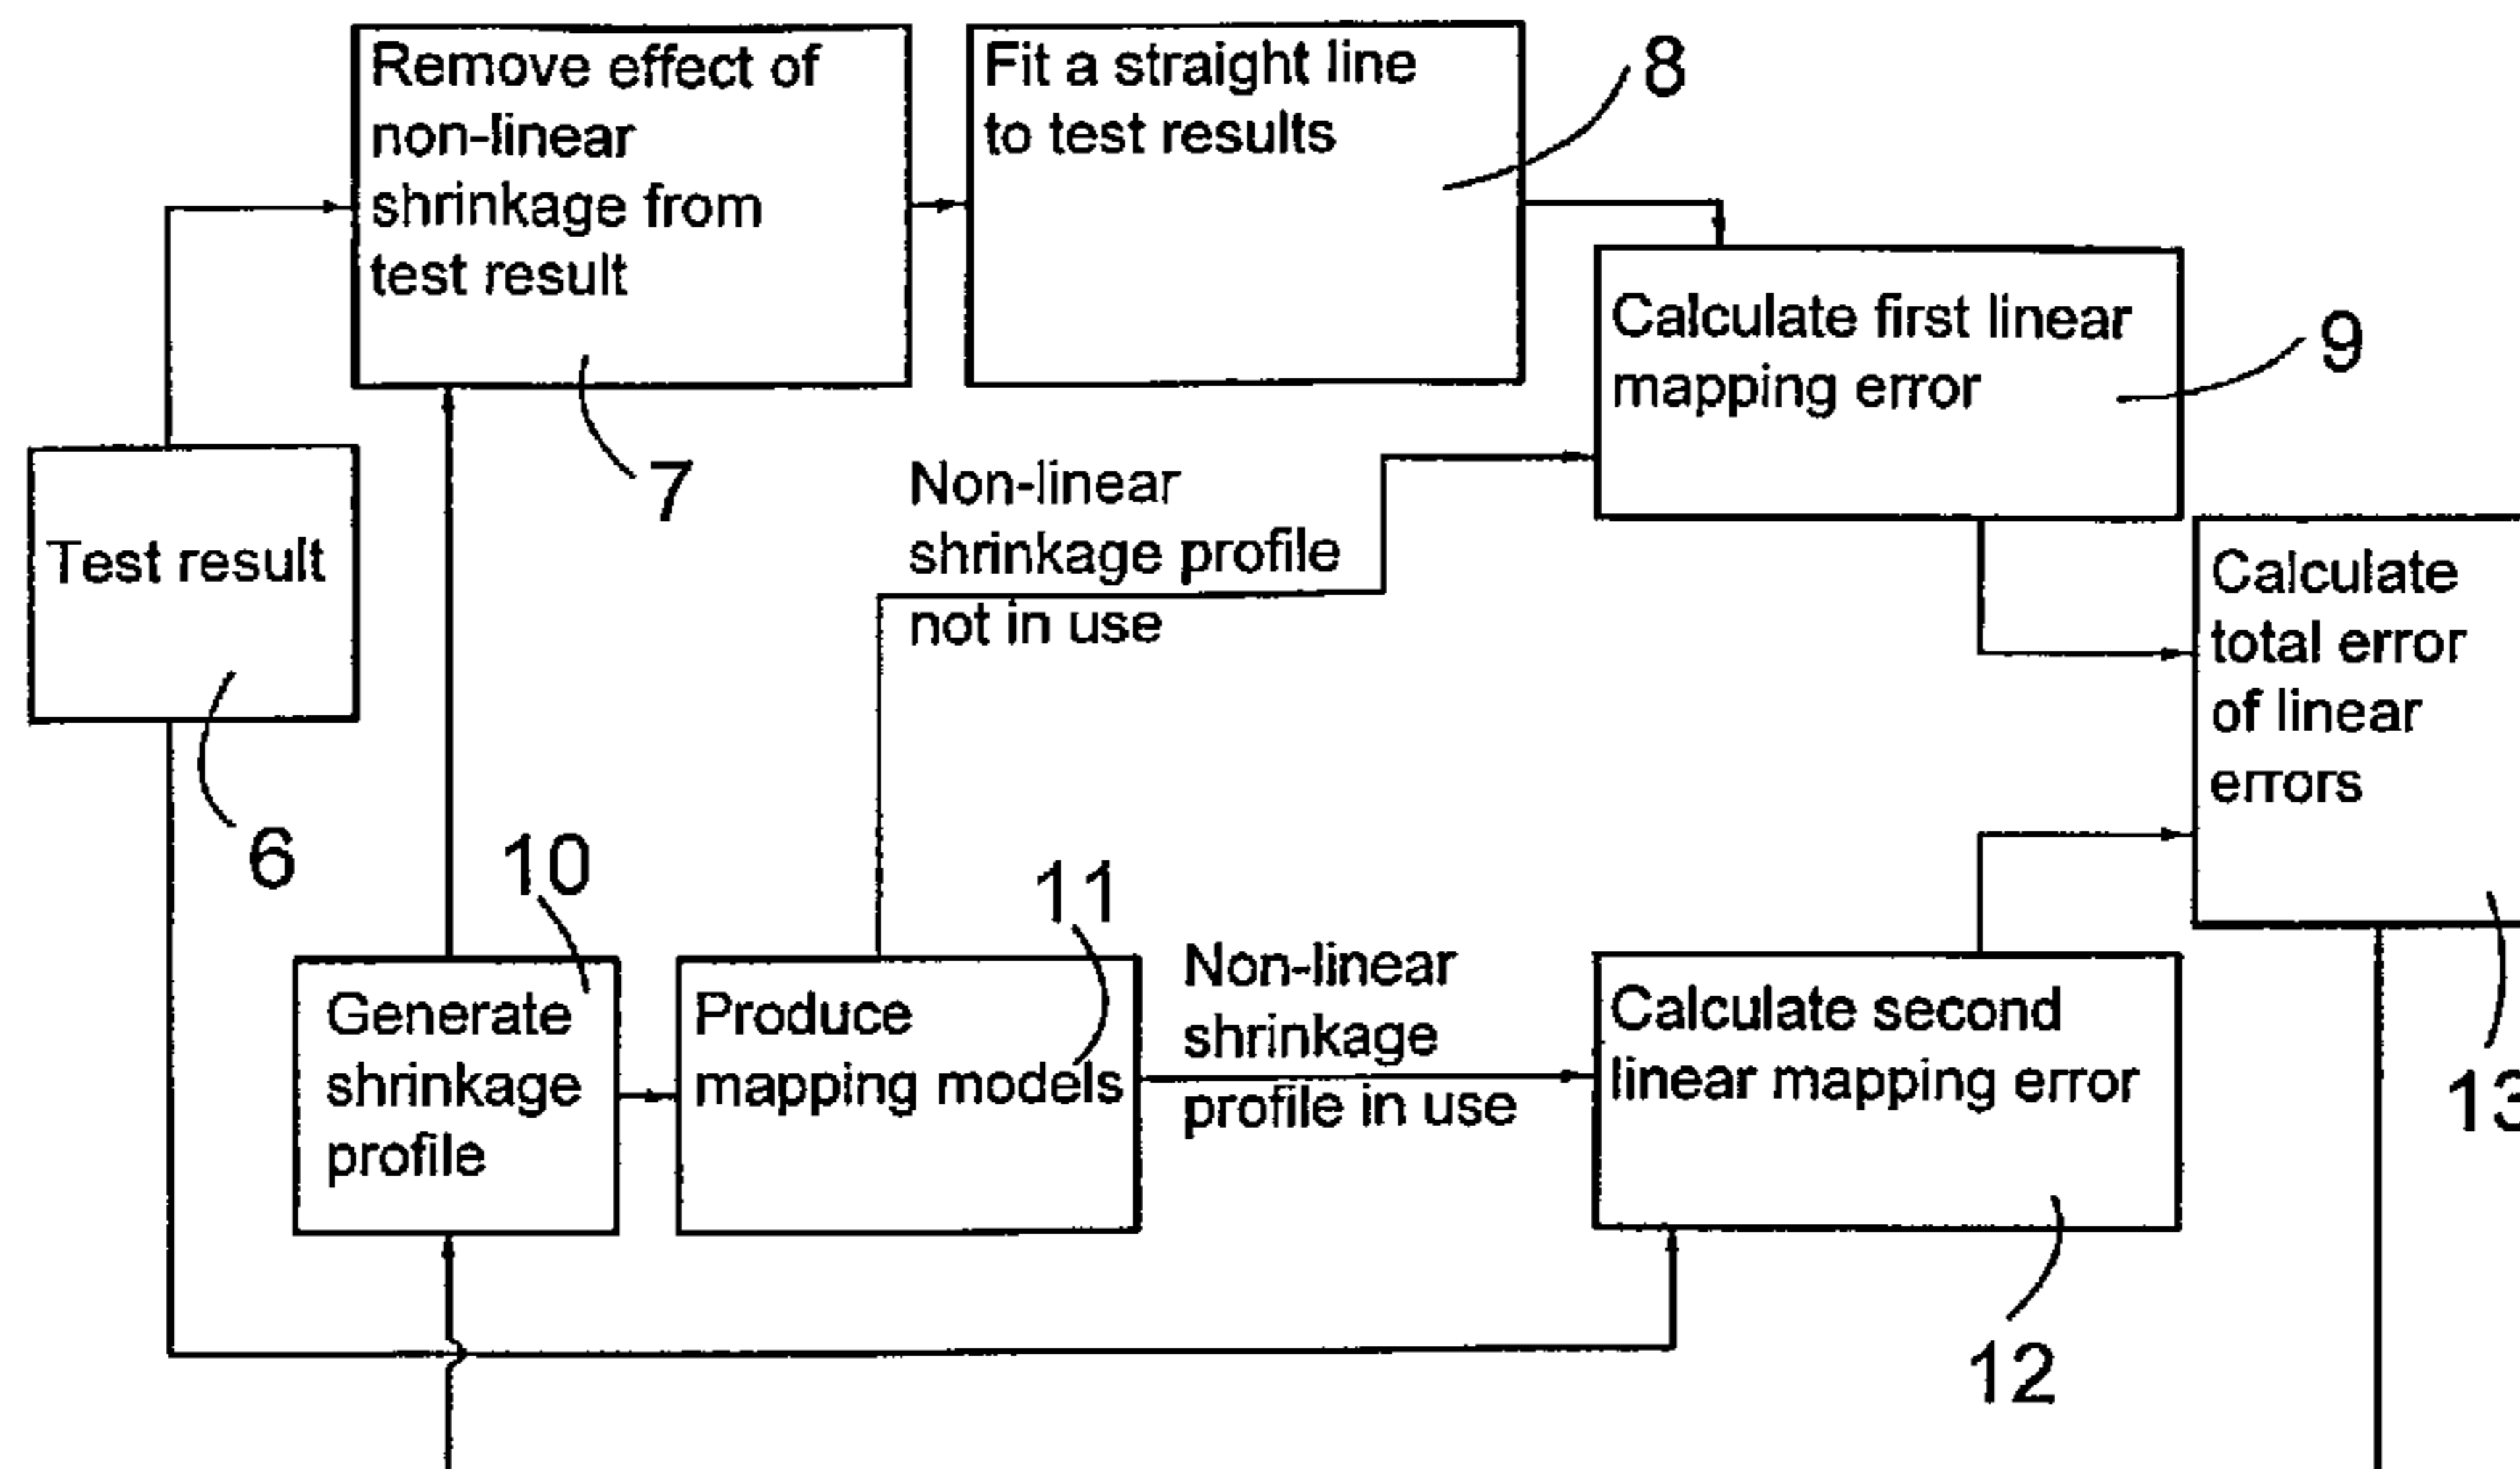 Remove effect of
non-linear
shrinkage from
test result
7
Fit a straight line
to test results
8
Calculate first linear
mapping error
9
Test result
6
Non-linear
shrinkage profile
not in use
Calculate
total error
of linear
errors
13
10
Generate
shrinkage
profile
11
Produce
mapping models
Non-linear
shrinkage
profile in use
Calculate second
linear mapping error
12